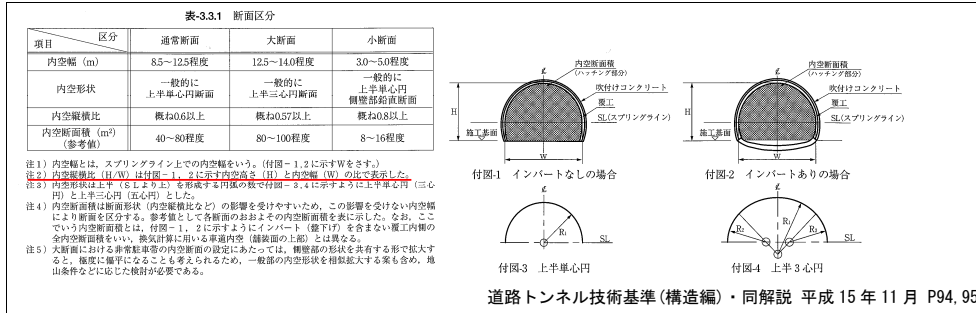 表-3.3.1 断面区分
項目 区分 通常断面 大断面 小断面
内空幅（m） 8.5～12.5程度 12.5～14.0程度 3.0～5.0程度
内空形状 一般的に上半単心円断面 一般的に上半三心円断面 一般的に上半単心円側壁部鉛直断面
内空縦横比 概ね0.6以上 概ね0.57以上 概ね0.8以上
内空断面積（m²）（参考値） 40～80程度 80～100程度 8～16程度
注1）内空幅とは，スプリングライン上での内空幅をいう。（付図－1,2に示すWをさす。）
注2）内空縦横比（H/W）は付図－1，2に示す内空高さ（H）と内空幅（W）の比で表示した。
注3）内空形状は上半（SLより上）を形成する円弧の数で付図－3,4に示すように上半単心円（三心
円）と上半三心円（五心円）とした。
注4）内空断面積は断面形状（内空縦横比など）の影響を受けやすいため，この影響を受けない内空幅
により断面を区分する。参考値として各断面のおおよその内空断面積を表に示した。なお，ここ
でいう内空断面積とは，付図－1，2に示すようにインバート（盤下げ）を含まない覆工内側の
全内空断面積をいい，換気計算に用いる車道内空（舗装面の上部）とは異なる。
注5）大断面における非常駐車帯の内空断面の設定にあたっては，側壁部の形状を共有する形で拡大す
ると，極度に偏平になることも考えられるため，一般部の内空形状を相似拡大する案も含め，地
山条件などに応じた検討が必要である。
内空断面積
（ハッチング部分）
吹付けコンクリート
覆工
SL（スプリングライン）
H
施工基面
W
付図-1 インバートなしの場合
内空断面積
（ハッチング部分）
吹付けコンクリート
覆工
SL（スプリングライン）
H
施工基面
W
付図-2 インバートありの場合
R₁
SL
付図-3 上半単心円
R₂ R₁ R₂
SL
付図-4 上半3心円
道路トンネル技術基準(構造編)・同解説 平成15年11月 P94,95